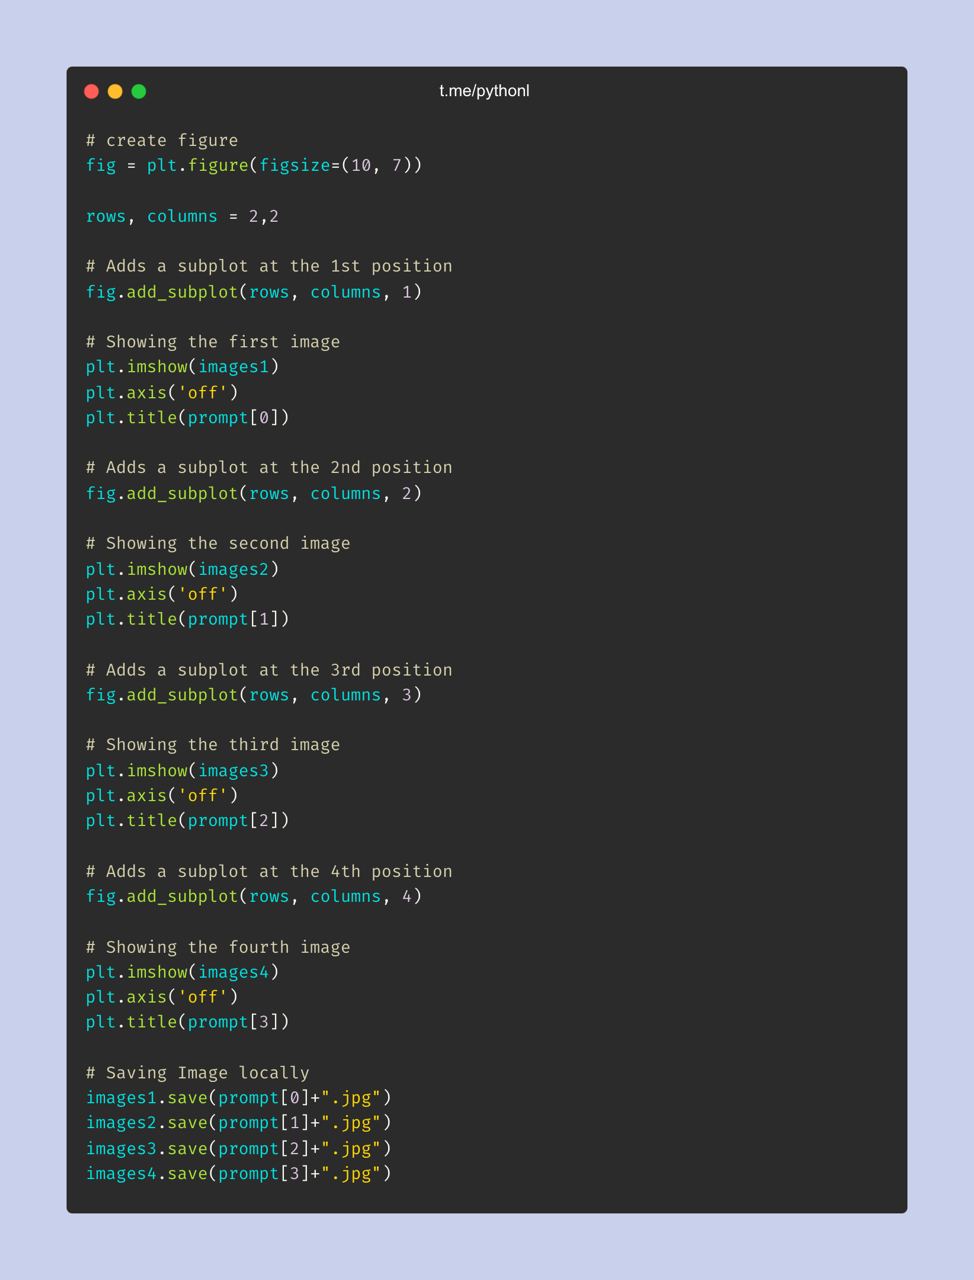 t.me/pythonl
# create figure
fig = plt.figure(figsize=(10, 7))
rows, columns = 2,2
# Adds a subplot at the 1st position
fig.add_subplot(rows, columns, 1)
# Showing the first image
plt.imshow(images1)
plt.axis('off')
plt.title(prompt[0])
# Adds a subplot at the 2nd position
fig.add_subplot(rows, columns, 2)
# Showing the second image
plt.imshow(images2)
plt.axis('off')
plt.title(prompt[1])
# Adds a subplot at the 3rd position
fig.add_subplot(rows, columns, 3)
# Showing the third image
plt.imshow(images3)
plt.axis('off')
plt.title(prompt[2])
# Adds a subplot at the 4th position
fig.add_subplot(rows, columns, 4)
# Showing the fourth image
plt.imshow(images4)
plt.axis('off')
plt.title(prompt[3])
# Saving Image locally
images1.save(prompt[0]+".jpg")
images2.save(prompt[1]+".jpg")
images3.save(prompt[2]+".jpg")
images4.save(prompt[3]+".jpg")